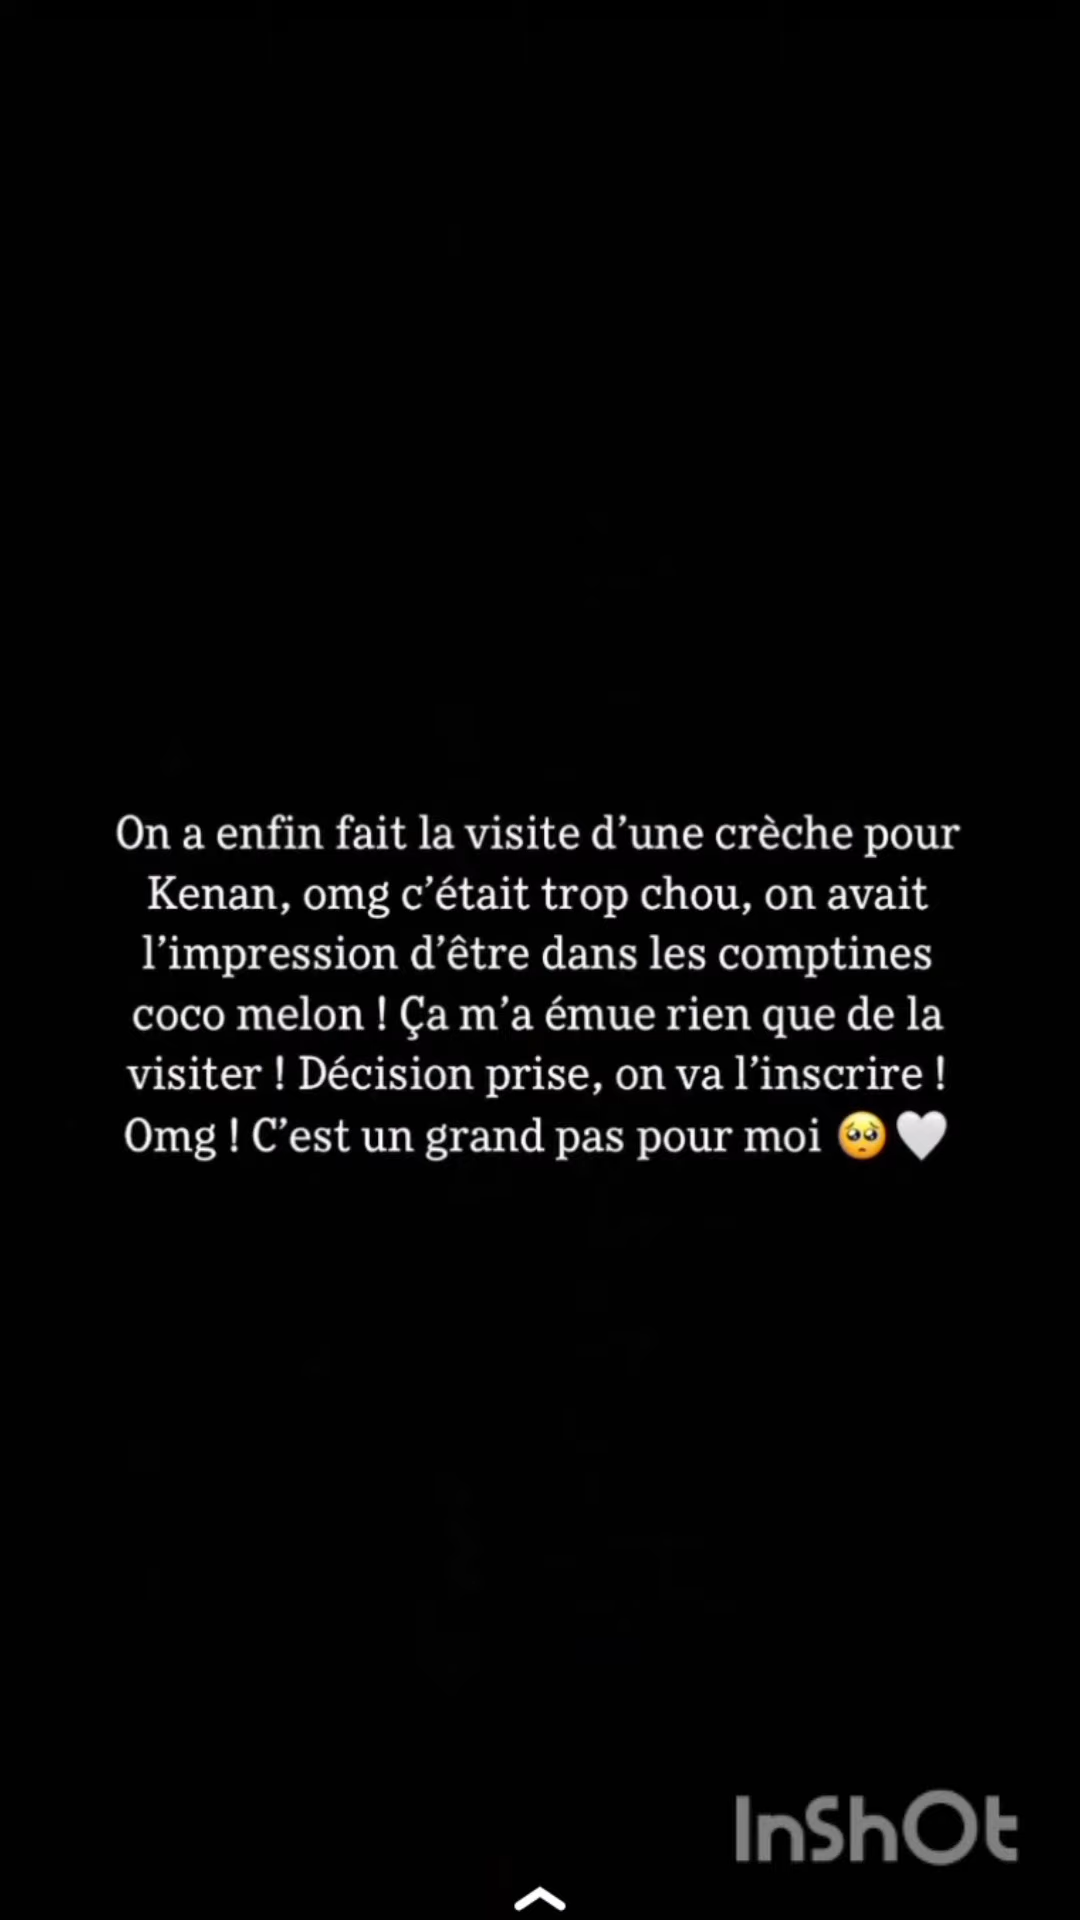 On a enfin fait la visite d’une crèche pour
Kenan, omg c’était trop chou, on avait
l’impression d’être dans les comptines
coco melon ! Ça m’a émue rien que de la
visiter ! Décision prise, on va l’inscrire !
Omg ! C’est un grand pas pour moi 🥺🤍
InShOt